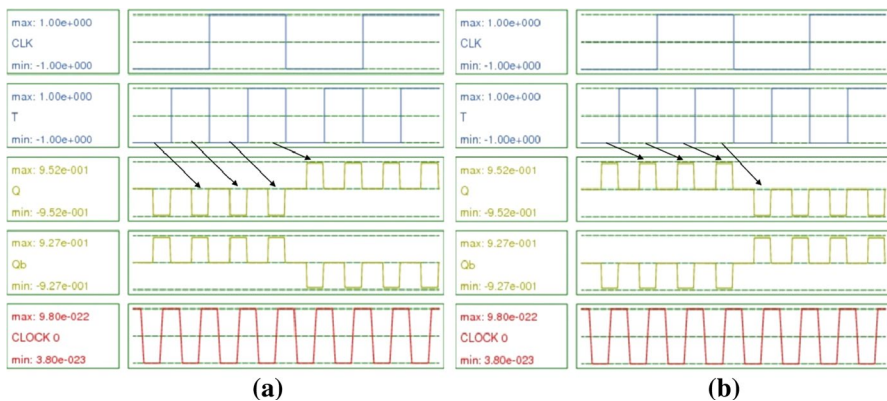 max: 1.00e+000
CLK
min: -1.00e+000
max: 1.00e+000
T
min: -1.00e+000
max: 9.52e-001
Q
min: -9.52e-001
max: 9.27e-001
Qb
min: -9.27e-001
max: 9.80e-022
CLOCK 0
min: 3.80e-023
(a)
max: 1.00e+000
CLK
min: -1.00e+000
max: 1.00e+000
T
min: -1.00e+000
max: 9.52e-001
Q
min: -9.52e-001
max: 9.27e-001
Qb
min: -9.27e-001
max: 9.80e-022
CLOCK 0
min: 3.80e-023
(b)